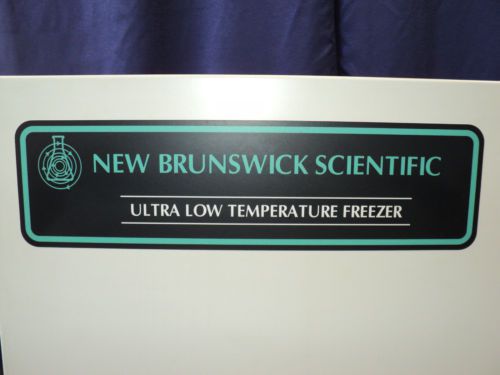 NEW BRUNSWICK SCIENTIFIC
ULTRA LOW TEMPERATURE FREEZER